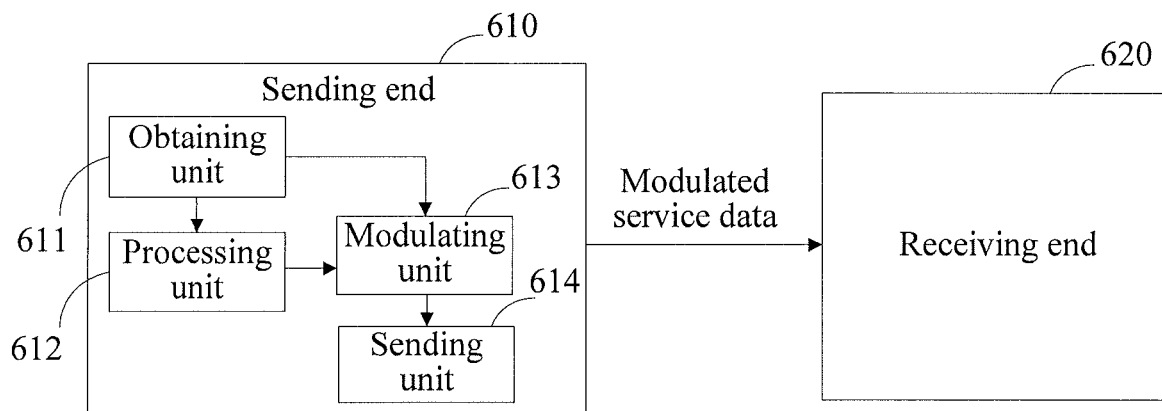 610
620
Sending end
Obtaining
unit
613
Modulated
service data
611
Processing
unit
Modulating
unit
Receiving end
614
612
Sending
unit